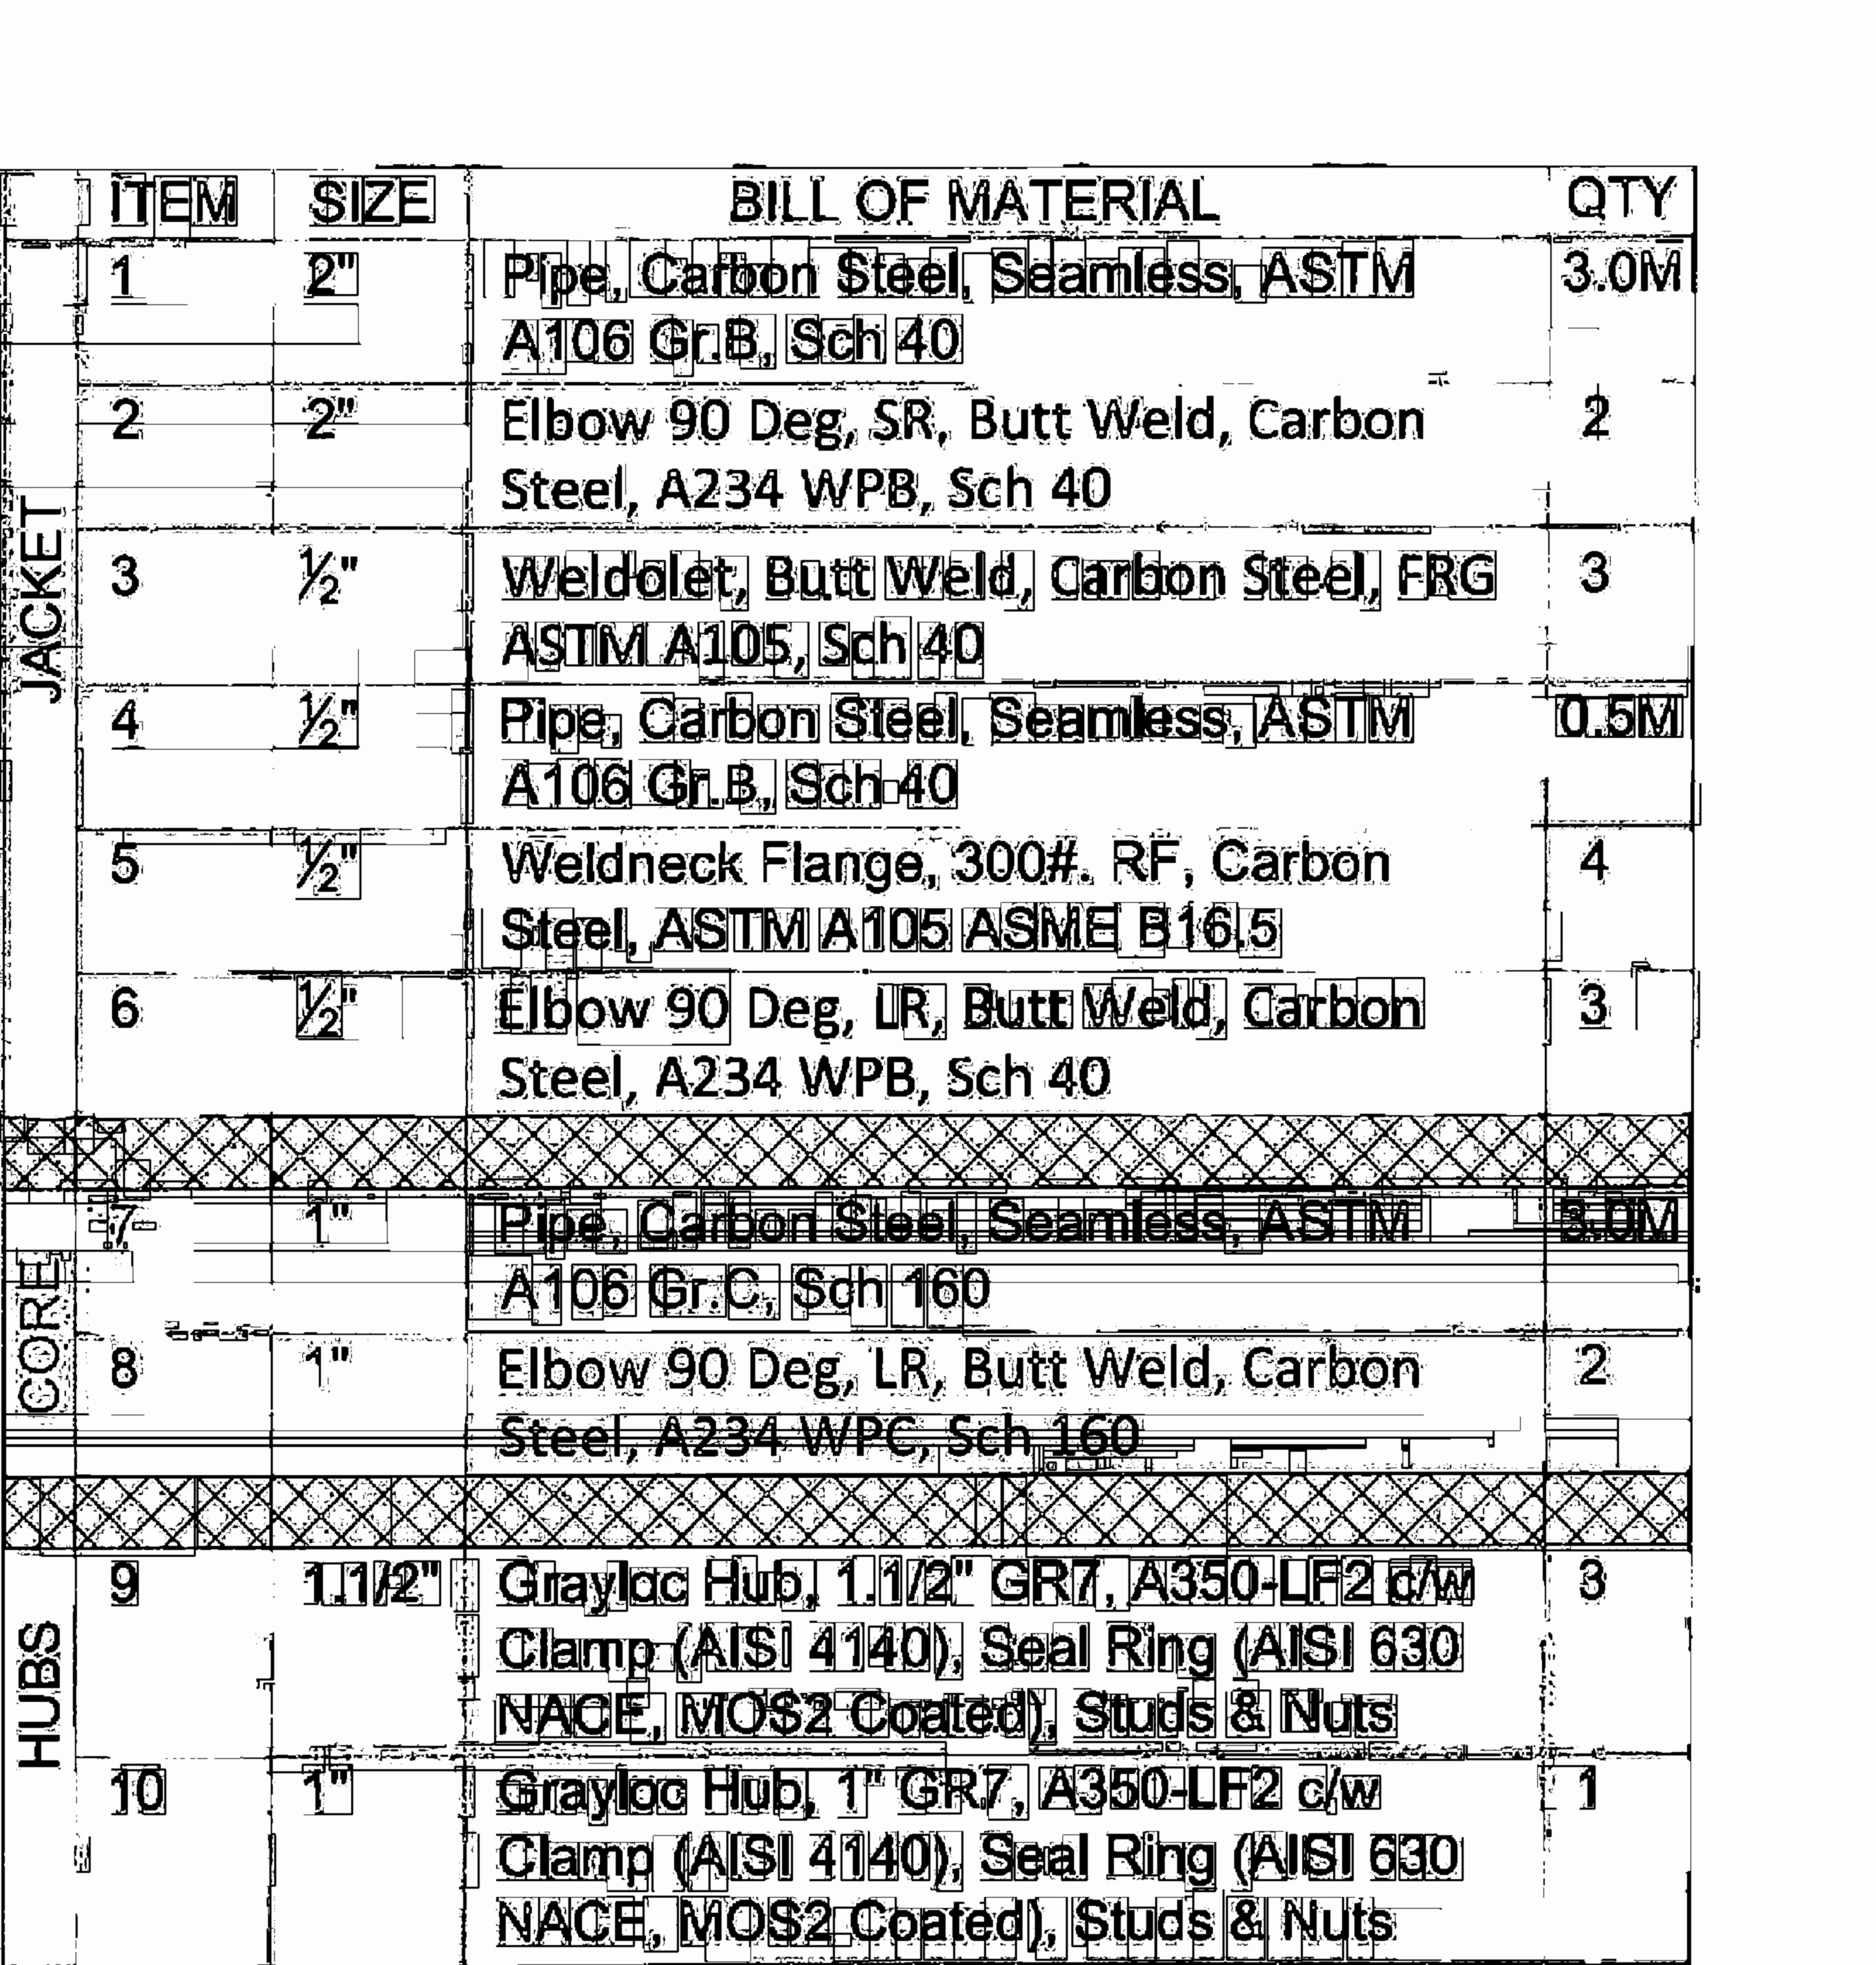 ITEM SIZE BILL OF MATERIAL QTY
JACKET
1 2" Pipe, Carbon Steel, Seamless, ASTM 3.0M
A106 Gr.B, Sch 40
2 2" Elbow 90 Deg, SR, Butt Weld, Carbon 2
Steel, A234 WPB, Sch 40
3 ½" Weldolet, Butt Weld, Carbon Steel, FRG 3
ASTM A105, Sch 40
4 ½" Pipe, Carbon Steel, Seamless, ASTM 0.5M
A106 Gr.B, Sch 40
5 ½" Weldneck Flange, 300#. RF, Carbon 4
Steel, ASTM A105 ASME B16.5
6 ½" Elbow 90 Deg, LR, Butt Weld, Carbon 3
Steel, A234 WPB, Sch 40
CORE
7 1" Pipe, Carbon Steel, Seamless, ASTM 3.0M
A106 Gr.C, Sch 160
8 1" Elbow 90 Deg, LR, Butt Weld, Carbon 2
Steel, A234 WPC, Sch 160
HUBS
9 1.1/2" Grayloc Hub, 1.1/2" GR7, A350-LF2 c/w 3
Clamp (AISI 4140), Seal Ring (AISI 630
NACE, MOS2 Coated), Studs & Nuts
10 1" Grayloc Hub, 1" GR7, A350-LF2 c/w 1
Clamp (AISI 4140), Seal Ring (AISI 630
NACE, MOS2 Coated), Studs & Nuts